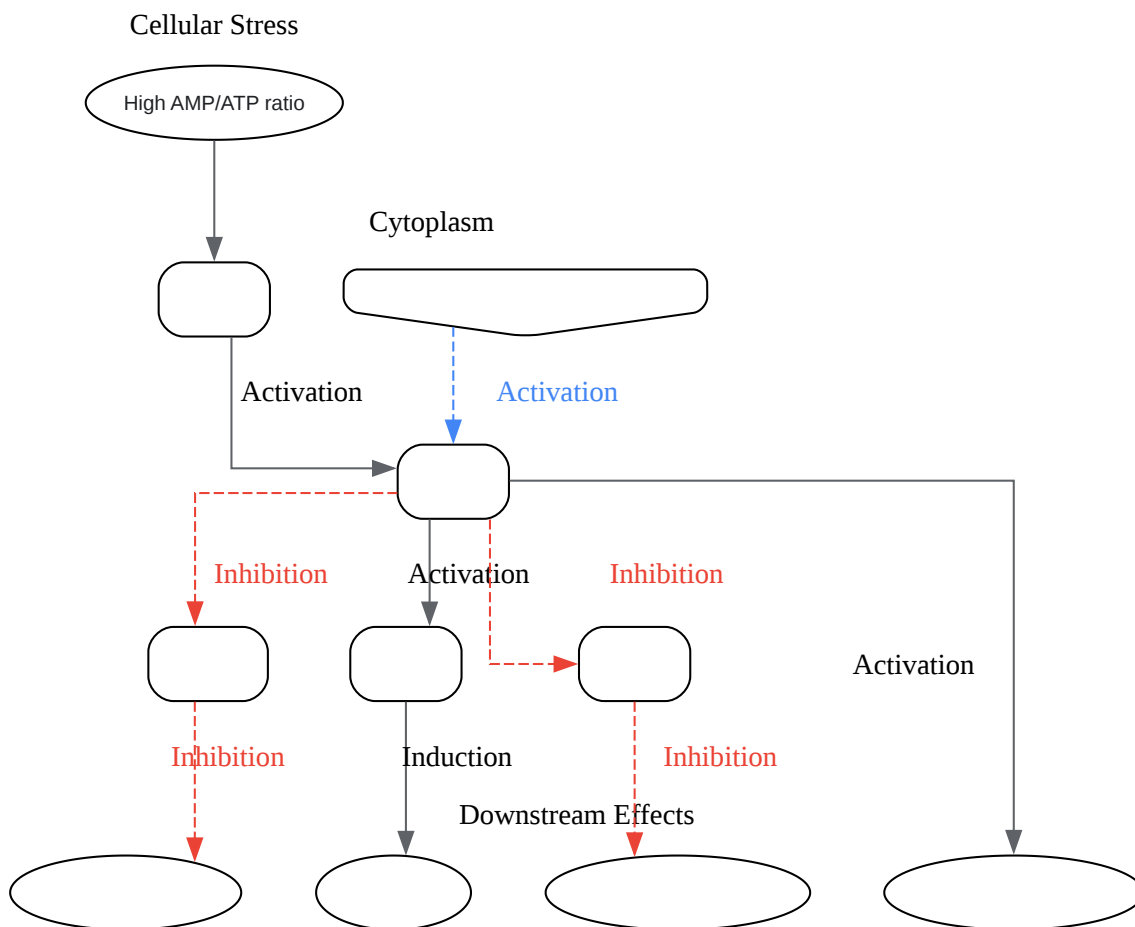 Cellular Stress
High AMP/ATP ratio
Cytoplasm
Activation
Activation
Inhibition
Activation
Inhibition
Activation
Inhibition
Induction
Inhibition
Downstream Effects